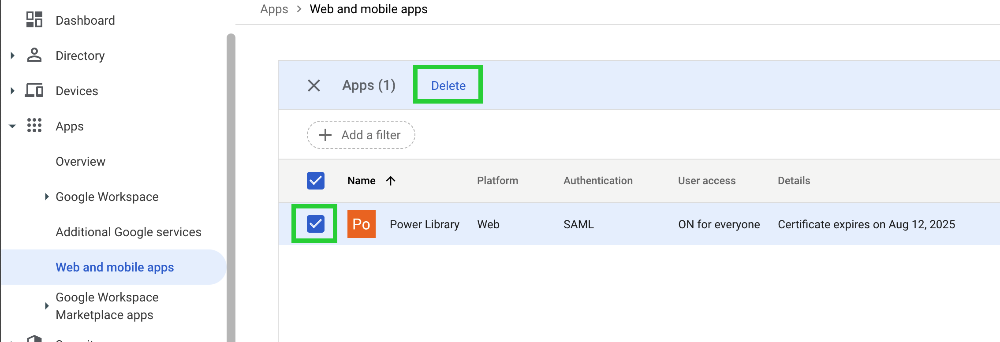 Dashboard
Directory
Devices
Apps
Overview
Google Workspace
Additional Google services
Web and mobile apps
Google Workspace
Marketplace apps
Apps > Web and mobile apps
Apps (1) Delete
Add a filter
Name Platform Authentication User access Details
Po Power Library Web SAML ON for everyone Certificate expires on Aug 12, 2025